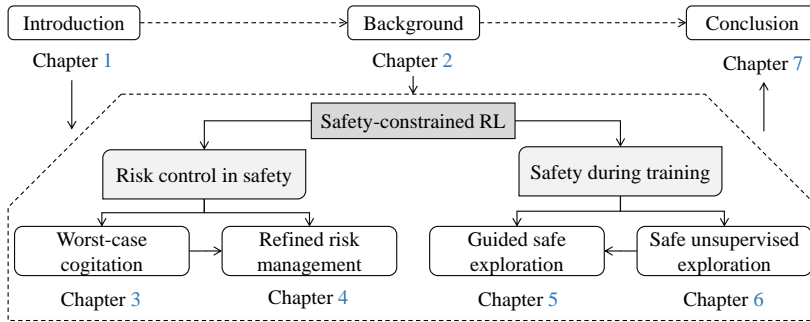 Introduction
Background
Conclusion
Chapter 1
Chapter 2
Chapter 7
Safety-constrained RL
Risk control in safety
Safety during training
Worst-case
cogitation
Refined risk
management
Guided safe
exploration
Safe unsupervised
exploration
Chapter 3
Chapter 4
Chapter 5
Chapter 6